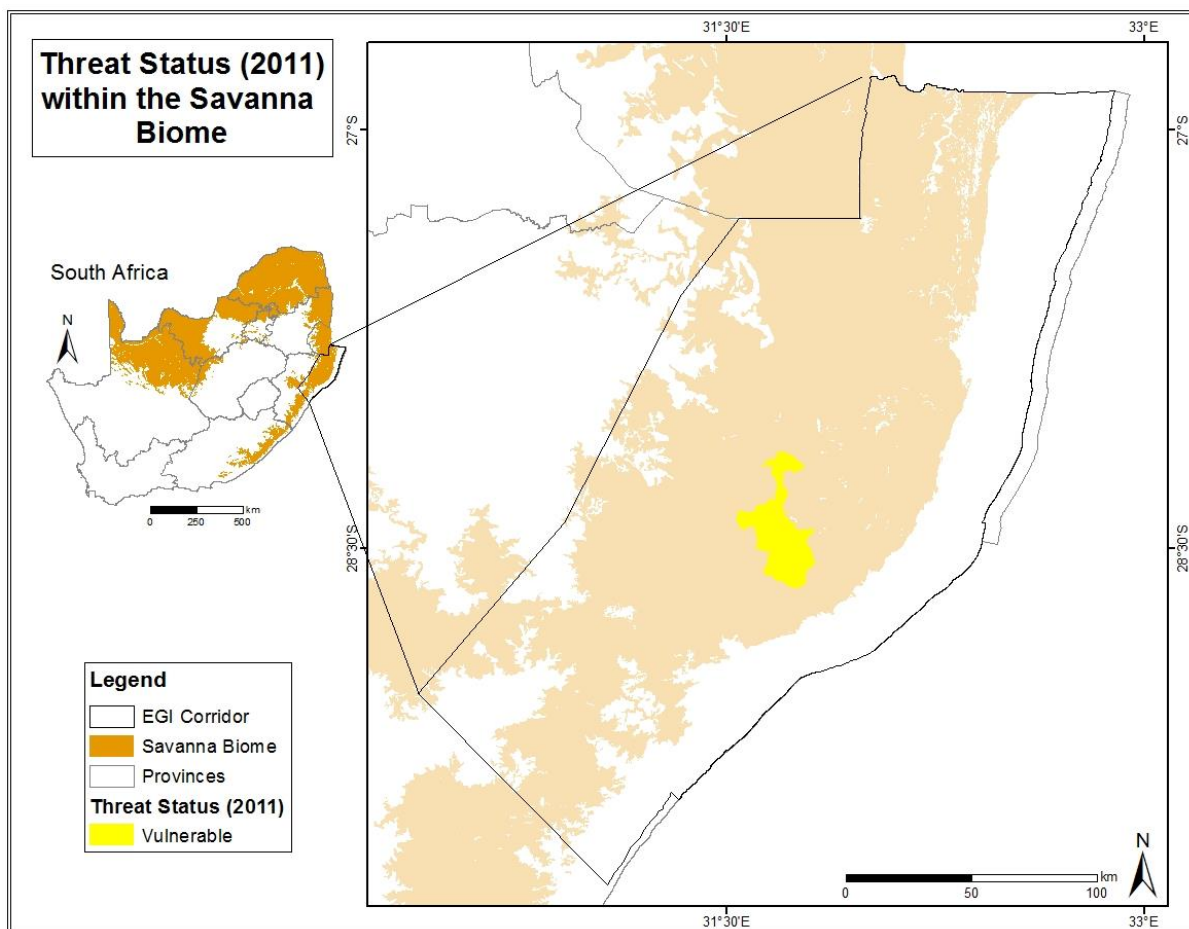 Threat Status (2011)
within the Savanna
Biome
31°30'E
33°E
27°S
27°S
South Africa
N
km
0 250 500
28°30'S
28°30'S
Legend
EGI Corridor
Savanna Biome
Provinces
Threat Status (2011)
Vulnerable
N
km
0 50 100
31°30'E
33°E